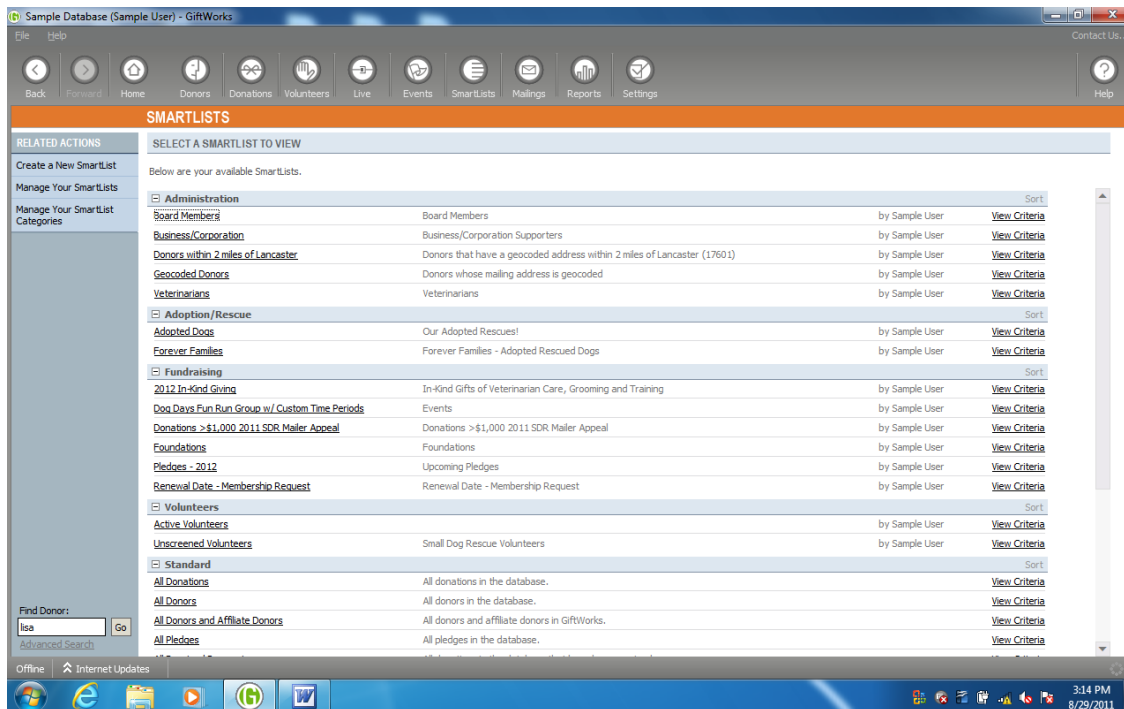 Sample Database (Sample User) - GiftWorks
File Help Contact Us.
Back Forward Home Donors Donations Volunteers Live Events SmartLists Mailings Reports Settings Help
SMARTLISTS
RELATED ACTIONS
Create a New SmartList
Manage Your SmartLists
Manage Your SmartList
Categories
SELECT A SMARTLIST TO VIEW
Below are your available SmartLists.
Administration Sort
Board Members Board Members by Sample User View Criteria
Business/Corporation Business/Corporation Supporters by Sample User View Criteria
Donors within 2 miles of Lancaster Donors that have a geocoded address within 2 miles of Lancaster (17601) by Sample User View Criteria
Geocoded Donors Donors whose mailing address is geocoded by Sample User View Criteria
Veterinarians Veterinarians by Sample User View Criteria
Adoption/Rescue Sort
Adopted Dogs Our Adopted Rescues! by Sample User View Criteria
Forever Families Forever Families - Adopted Rescued Dogs by Sample User View Criteria
Fundraising Sort
2012 In-Kind Giving In-Kind Gifts of Veterinarian Care, Grooming and Training by Sample User View Criteria
Dog Days Fun Run Group w/ Custom Time Periods Events by Sample User View Criteria
Donations >$1,000 2011 SDR Mailer Appeal Donations >$1,000 2011 SDR Mailer Appeal by Sample User View Criteria
Foundations Foundations by Sample User View Criteria
Pledges - 2012 Upcoming Pledges by Sample User View Criteria
Renewal Date - Membership Request Renewal Date - Membership Request by Sample User View Criteria
Volunteers Sort
Active Volunteers by Sample User View Criteria
Unscreened Volunteers Small Dog Rescue Volunteers by Sample User View Criteria
Standard Sort
All Donations All donations in the database. View Criteria
All Donors All donors in the database. View Criteria
All Donors and Affiliate Donors All donors and affiliate donors in GiftWorks. View Criteria
All Pledges All pledges in the database. View Criteria
Find Donor:
lisa Go
Advanced Search
Offline Internet Updates
3:14 PM
8/29/2011